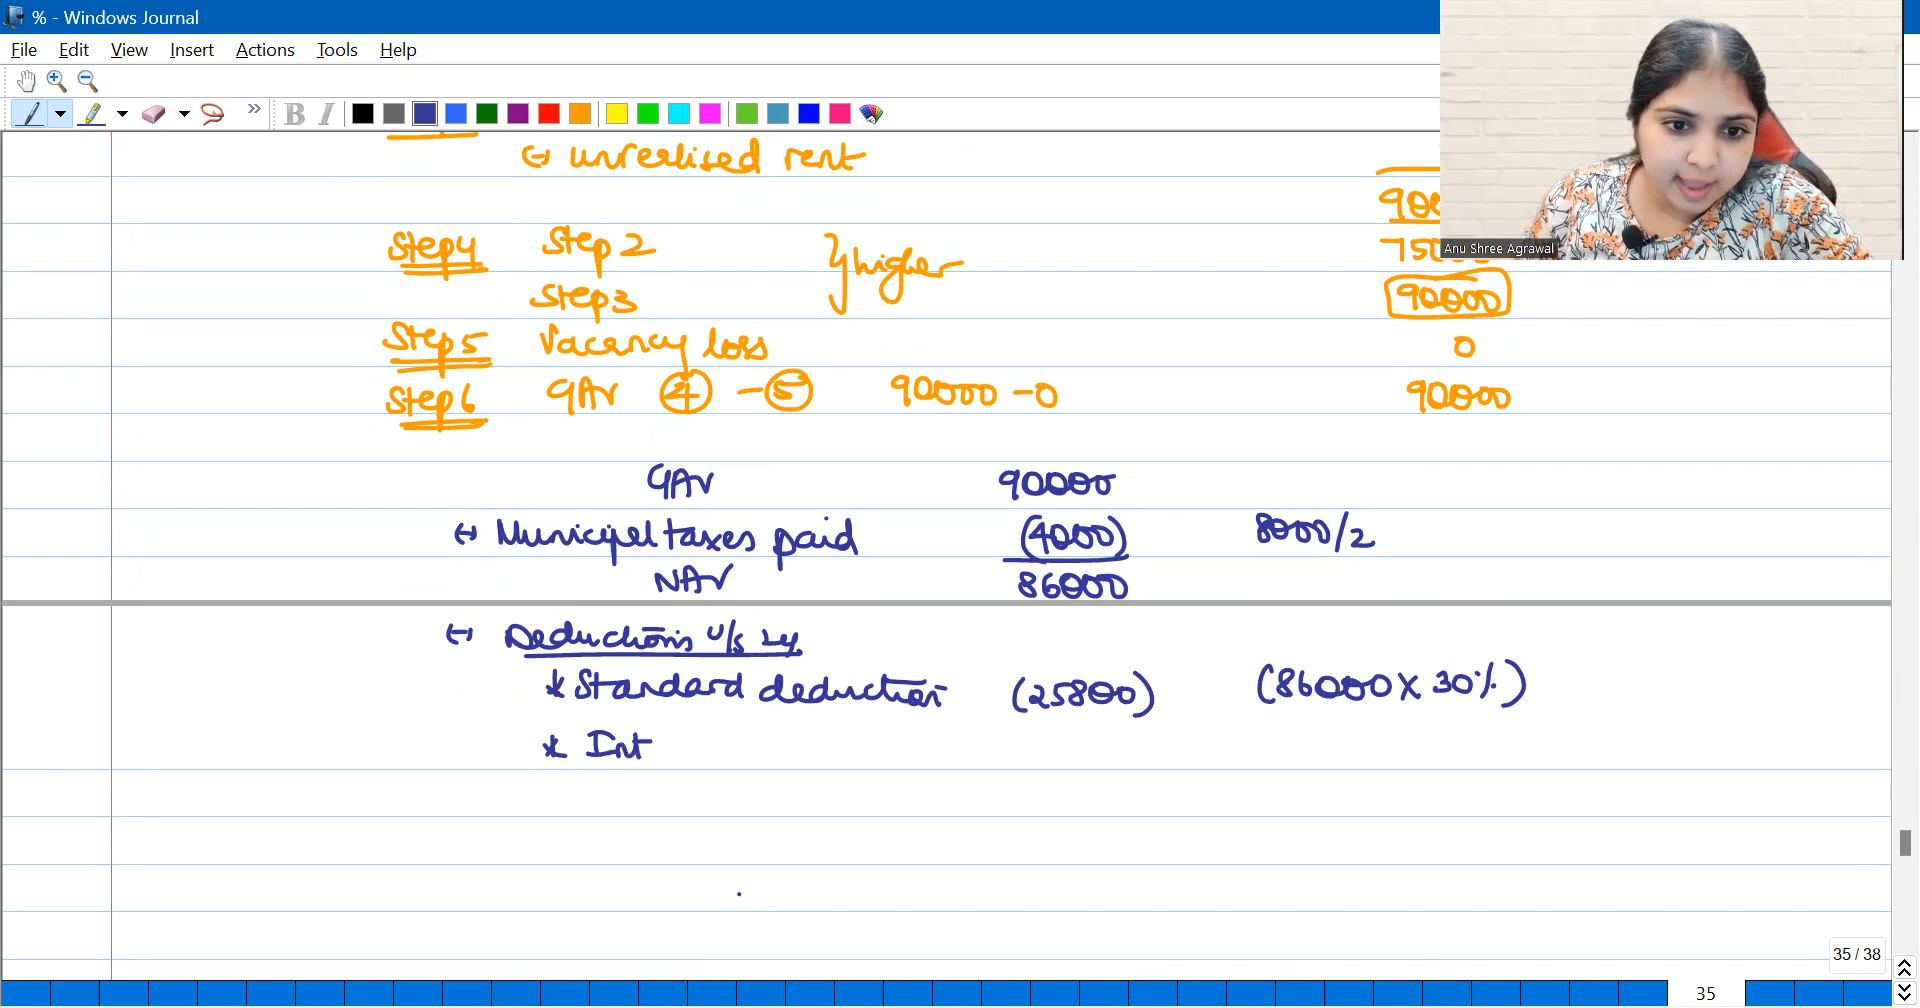 % - Windows Journal
File Edit View Insert Actions Tools Help
B I
(-) unrealised rent
Anu Shree Agrawal
Step 4 Step 2 } higher
Step 3 90000
Step 5 Vacancy loss 0
Step 6 GAV 4 - 5 90000 - 0 90000
GAV 90000
(-) Municipal taxes paid (4000) 8000/2
NAV 86000
(-) Deductions u/s 24
* Standard deduction (25800) (86000 x 30%)
* Int
35 / 38
35